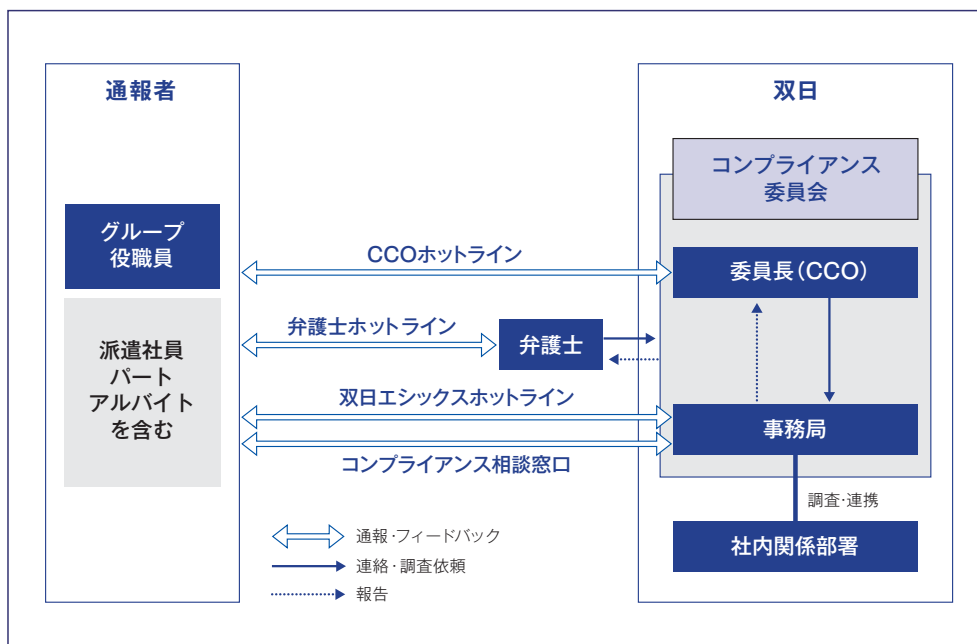 通報者
グループ
役職員
派遣社員
パート
アルバイト
を含む
CCOホットライン
弁護士ホットライン
弁護士
双日エシックスホットライン
コンプライアンス相談窓口
通報・フィードバック
連絡・調査依頼
報告
双日
コンプライアンス
委員会
委員長（CCO）
事務局
調査・連携
社内関係部署